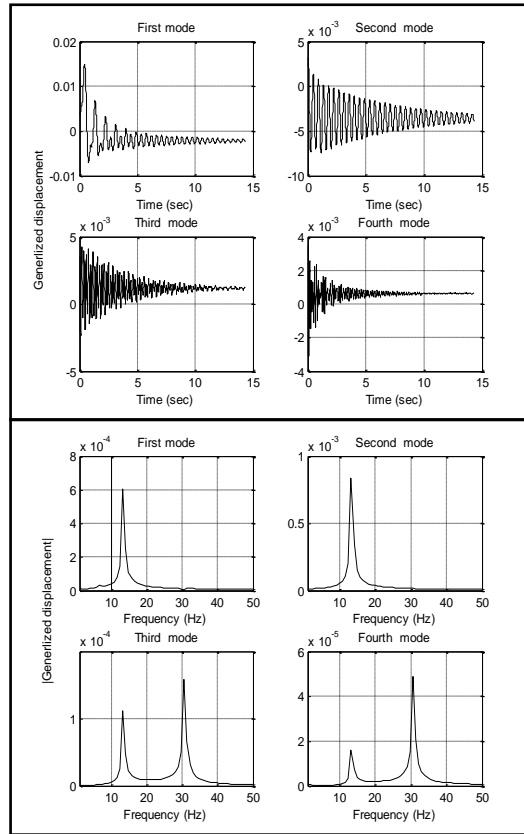 First mode
0.02
0.01
0
-0.01
0 5 10 15
Time (sec)
x 10-3
Second mode
5
0
-5
-10
0 5 10 15
Time (sec)
Generlized displacement
x 10-3
Third mode
5
0
-5
0 5 10 15
Time (sec)
x 10-3
Fourth mode
4
2
0
-2
-4
0 5 10 15
Time (sec)
x 10-4
First mode
8
6
4
2
0
10 20 30 40 50
Frequency (Hz)
x 10-3
Second mode
1
0.5
0
10 20 30 40 50
Frequency (Hz)
|Generlized displacement|
x 10-4
Third mode
1
0
10 20 30 40 50
Frequency (Hz)
x 10-5
Fourth mode
6
4
2
0
10 20 30 40 50
Frequency (Hz)